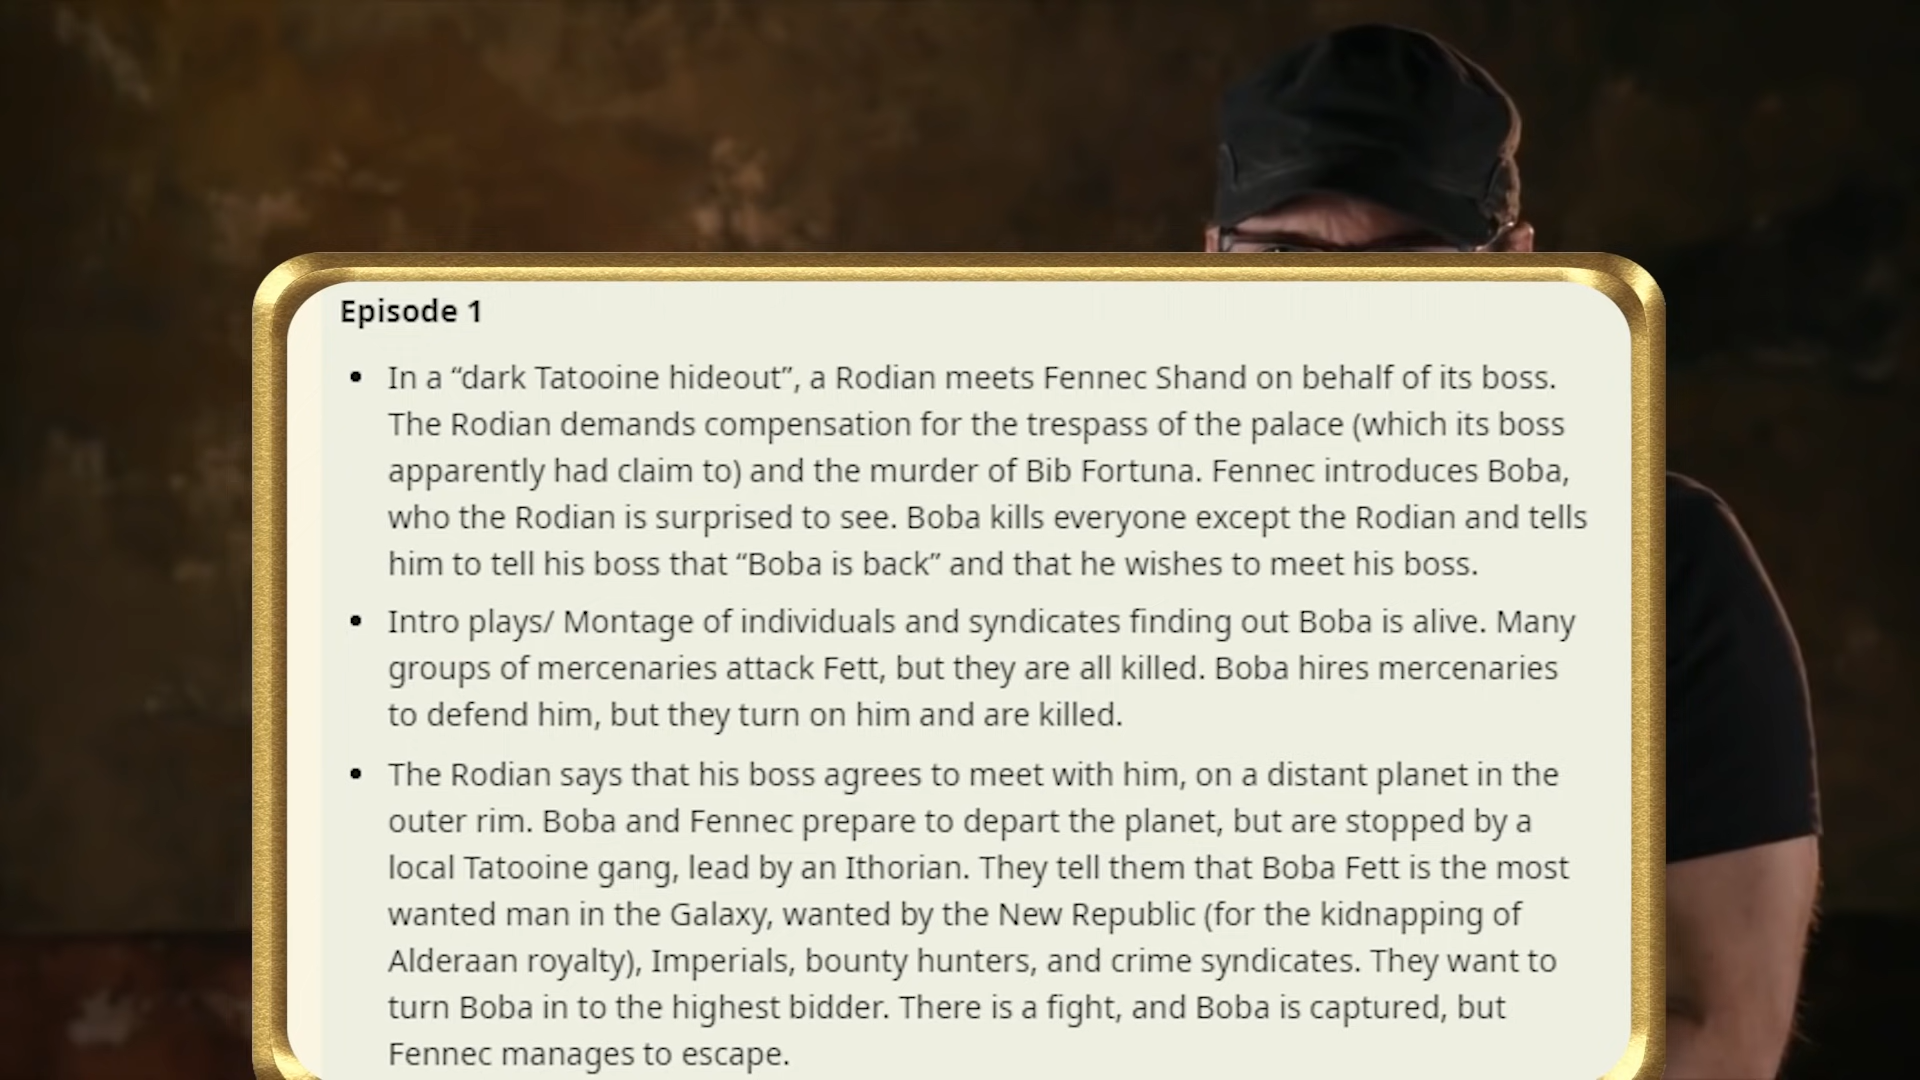 Episode 1
• In a “dark Tatooine hideout”, a Rodian meets Fennec Shand on behalf of its boss.
The Rodian demands compensation for the trespass of the palace (which its boss
apparently had claim to) and the murder of Bib Fortuna. Fennec introduces Boba,
who the Rodian is surprised to see. Boba kills everyone except the Rodian and tells
him to tell his boss that “Boba is back” and that he wishes to meet his boss.
• Intro plays/ Montage of individuals and syndicates finding out Boba is alive. Many
groups of mercenaries attack Fett, but they are all killed. Boba hires mercenaries
to defend him, but they turn on him and are killed.
• The Rodian says that his boss agrees to meet with him, on a distant planet in the
outer rim. Boba and Fennec prepare to depart the planet, but are stopped by a
local Tatooine gang, lead by an Ithorian. They tell them that Boba Fett is the most
wanted man in the Galaxy, wanted by the New Republic (for the kidnapping of
Alderaan royalty), Imperials, bounty hunters, and crime syndicates. They want to
turn Boba in to the highest bidder. There is a fight, and Boba is captured, but
Fennec manages to escape.